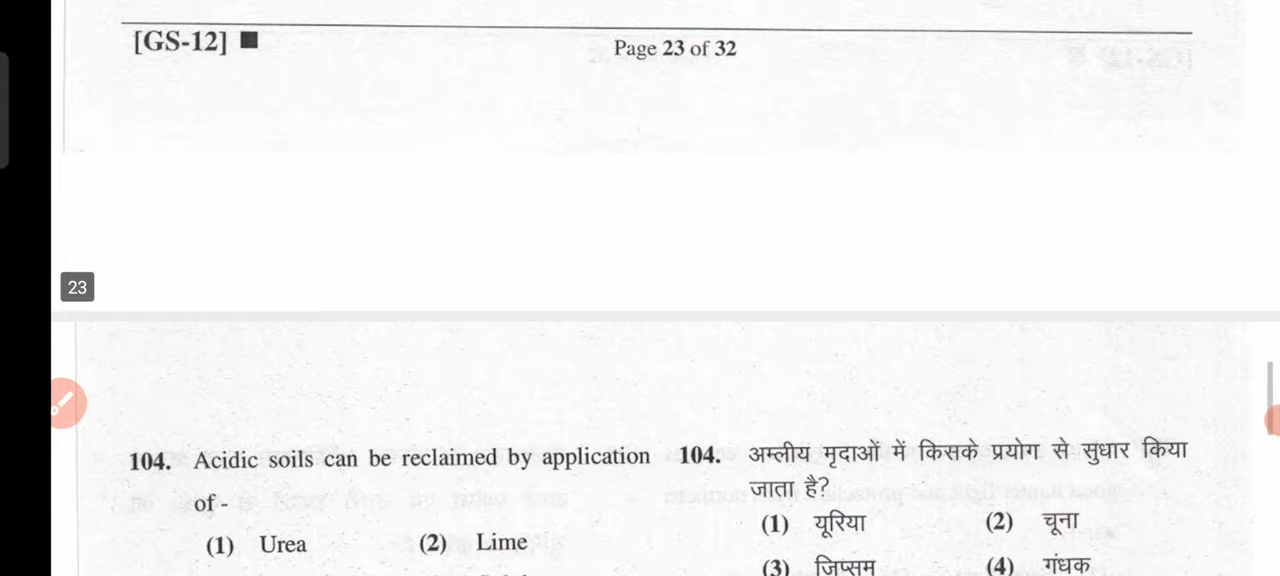 [GS-12]
Page 23 of 32
23
104. Acidic soils can be reclaimed by application
of -
(1) Urea (2) Lime
104. अम्लीय मृदाओं में किसके प्रयोग से सुधार किया
जाता है?
(1) यूरिया (2) चूना
(3) जिप्सम (4) गंधक